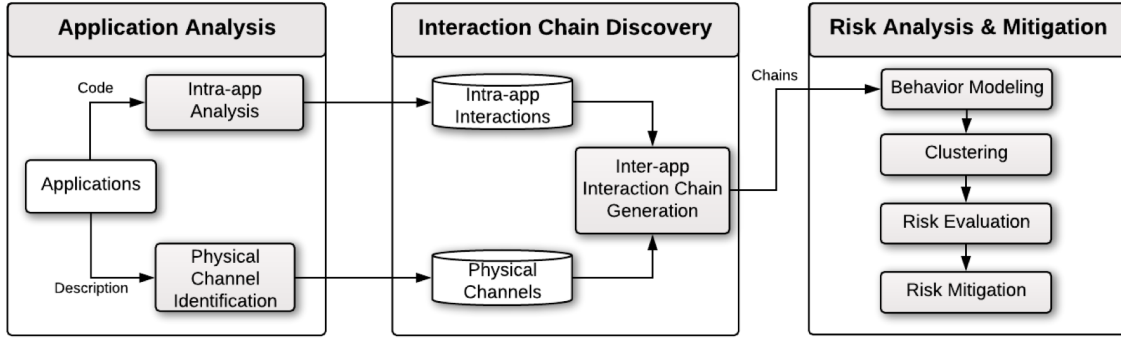 Application Analysis
Code
Intra-app
Analysis
Applications
Description
Physical
Channel
Identification
Interaction Chain Discovery
Intra-app
Interactions
Inter-app
Interaction Chain
Generation
Physical
Channels
Chains
Risk Analysis & Mitigation
Behavior Modeling
Clustering
Risk Evaluation
Risk Mitigation